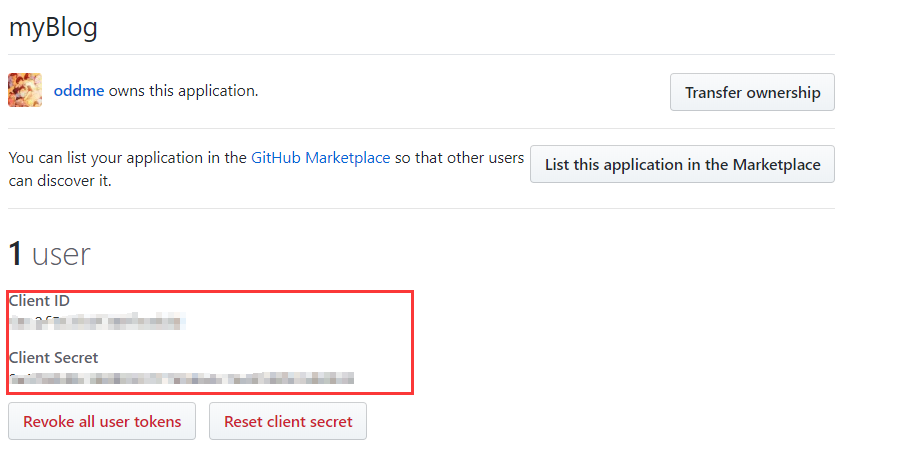 myBlog
oddme owns this application.
Transfer ownership
You can list your application in the GitHub Marketplace so that other users
can discover it.
List this application in the Marketplace
1 user
Client ID
Client Secret
Revoke all user tokens
Reset client secret